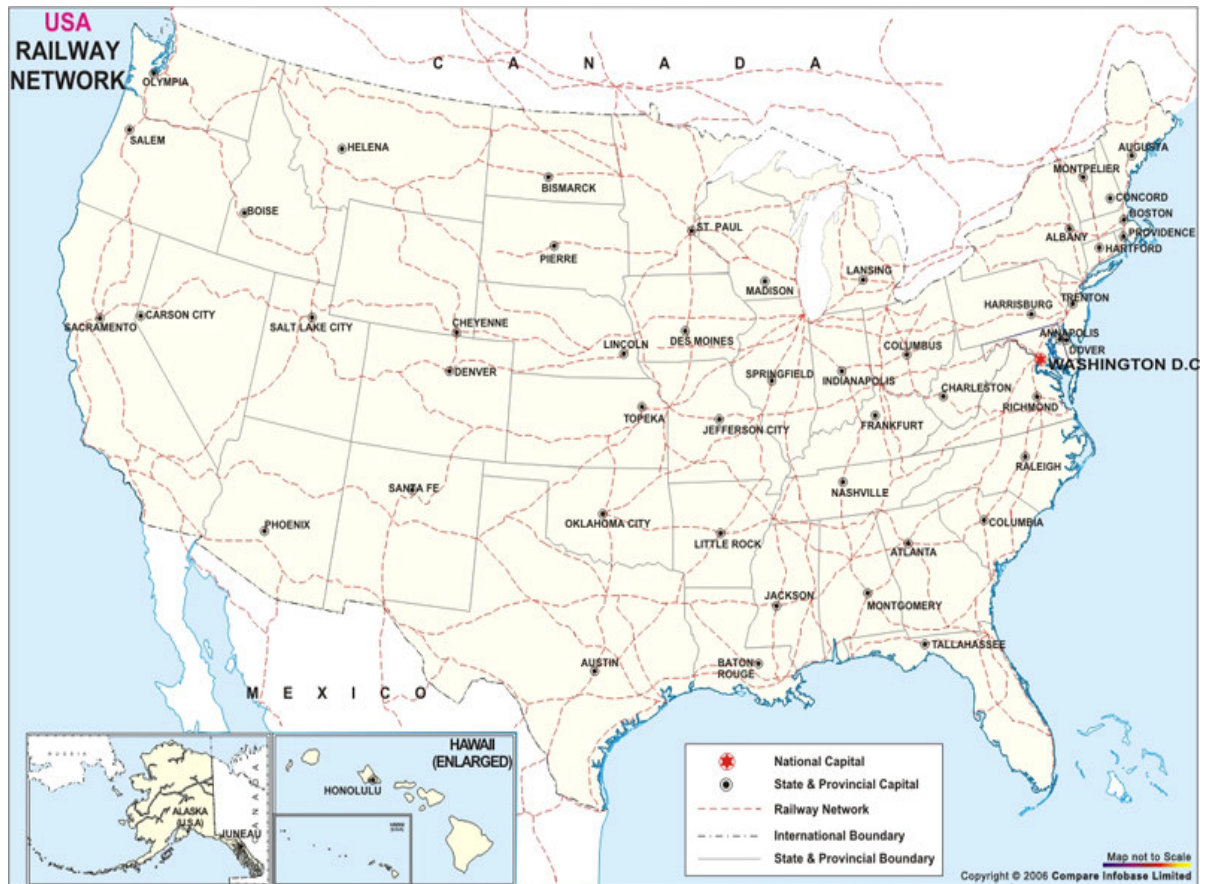 USA
RAILWAY
NETWORK
C A N A D A
OLYMPIA
SALEM
HELENA
BISMARCK
BOISE
PIERRE
ST. PAUL
MADISON
LANSING
AUGUSTA
MONTPELIER
CONCORD
BOSTON
PROVIDENCE
ALBANY
HARTFORD
HARRISBURG
TRENTON
ANNAPOLIS
DOVER
WASHINGTON D.C
SACRAMENTO
CARSON CITY
SALT LAKE CITY
CHEYENNE
DENVER
LINCOLN
DES MOINES
SPRINGFIELD
INDIANAPOLIS
COLUMBUS
CHARLESTON
RICHMOND
TOPEKA
JEFFERSON CITY
FRANKFURT
RALEIGH
NASHVILLE
SANTA FE
PHOENIX
OKLAHOMA CITY
LITTLE ROCK
ATLANTA
COLUMBIA
JACKSON
MONTGOMERY
TALLAHASSEE
AUSTIN
BATON
ROUGE
M E X I C O
RUSSIA
CANADA
ALASKA
(U.S.A)
JUNEAU
HAWAII
(ENLARGED)
HONOLULU
National Capital
State & Provincial Capital
Railway Network
International Boundary
State & Provincial Boundary
Map not to Scale
Copyright © 2006 Compare Infobase Limited